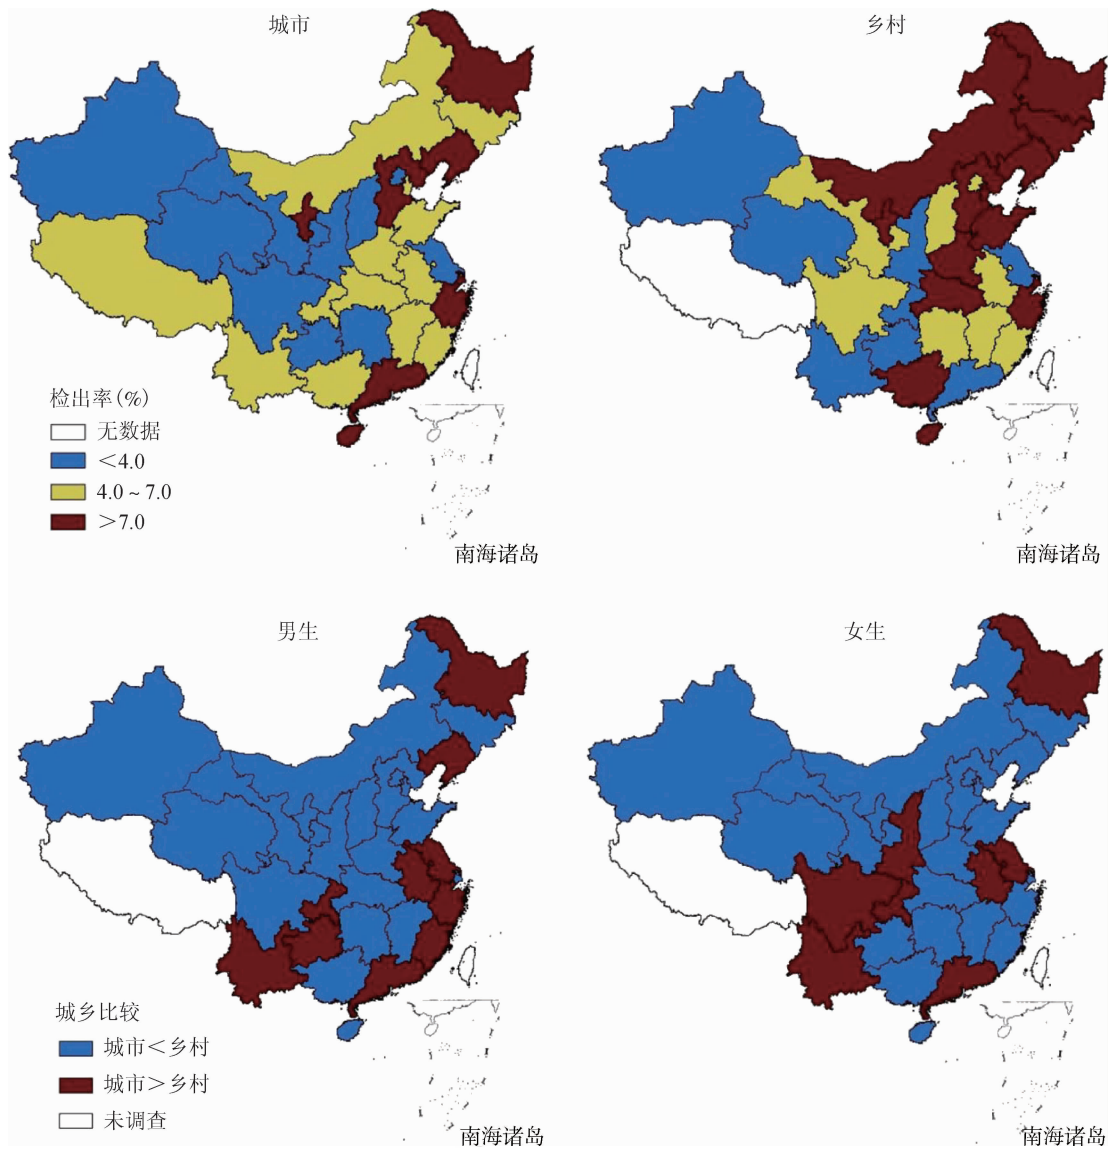 城市
乡村
检出率(%)
无数据
<4.0
4.0~7.0
>7.0
南海诸岛
南海诸岛
男生
女生
城乡比较
城市<乡村
城市>乡村
未调查
南海诸岛
南海诸岛